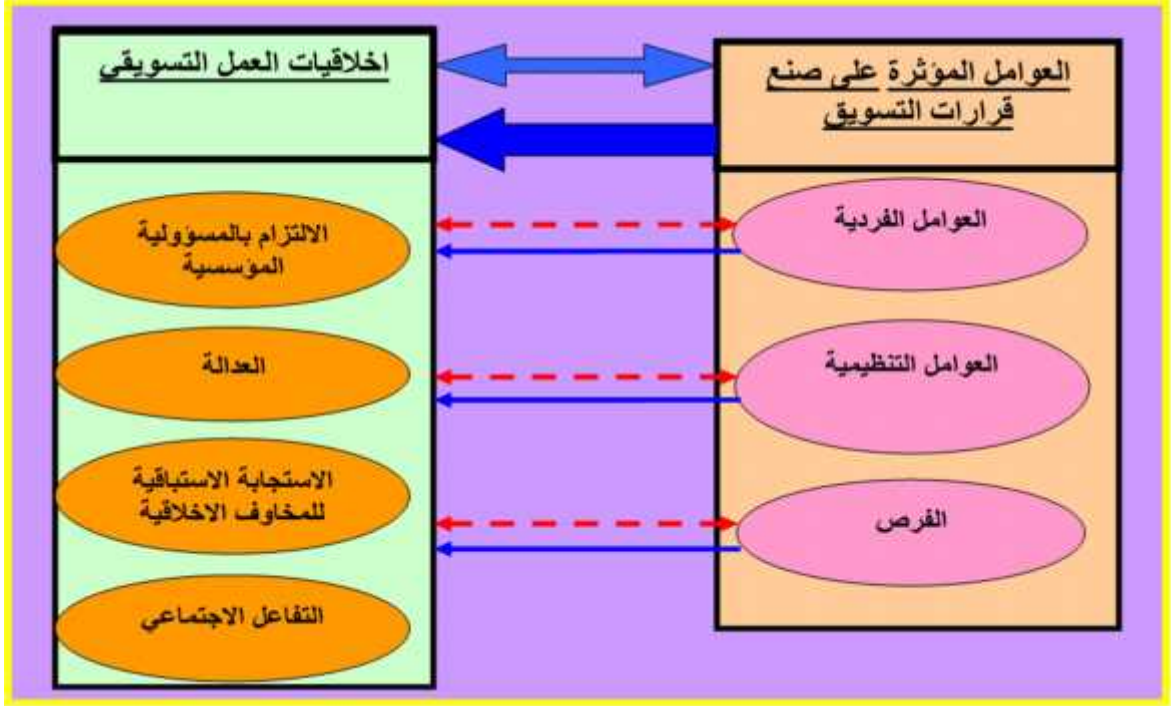 العوامل المؤثرة على صنع
قرارات التسويق
العوامل الفردية
العوامل التنظيمية
الفرص
اخلاقيات العمل التسويقي
الالتزام بالمسؤولية
المؤسسية
العدالة
الاستجابة الاستباقية
للمخاوف الاخلاقية
التفاعل الاجتماعي